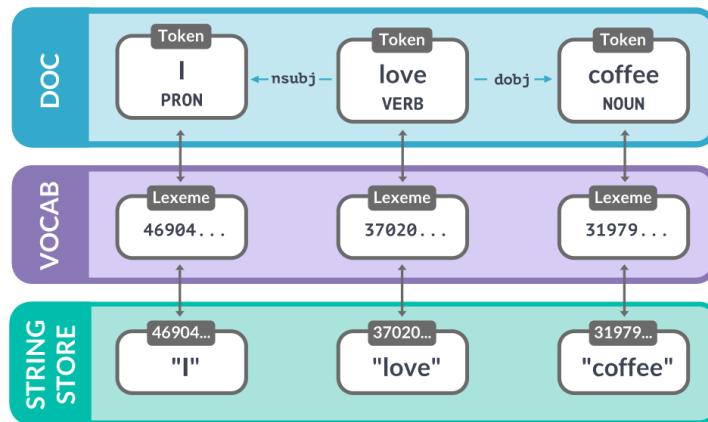 DOC
Token Token Token
I love coffee
nsubj dobj
PRON VERB NOUN
VOCAB
Lexeme Lexeme Lexeme
46904... 37020... 31979...
STRING
STORE
46904... 37020... 31979...
"I" "love" "coffee"